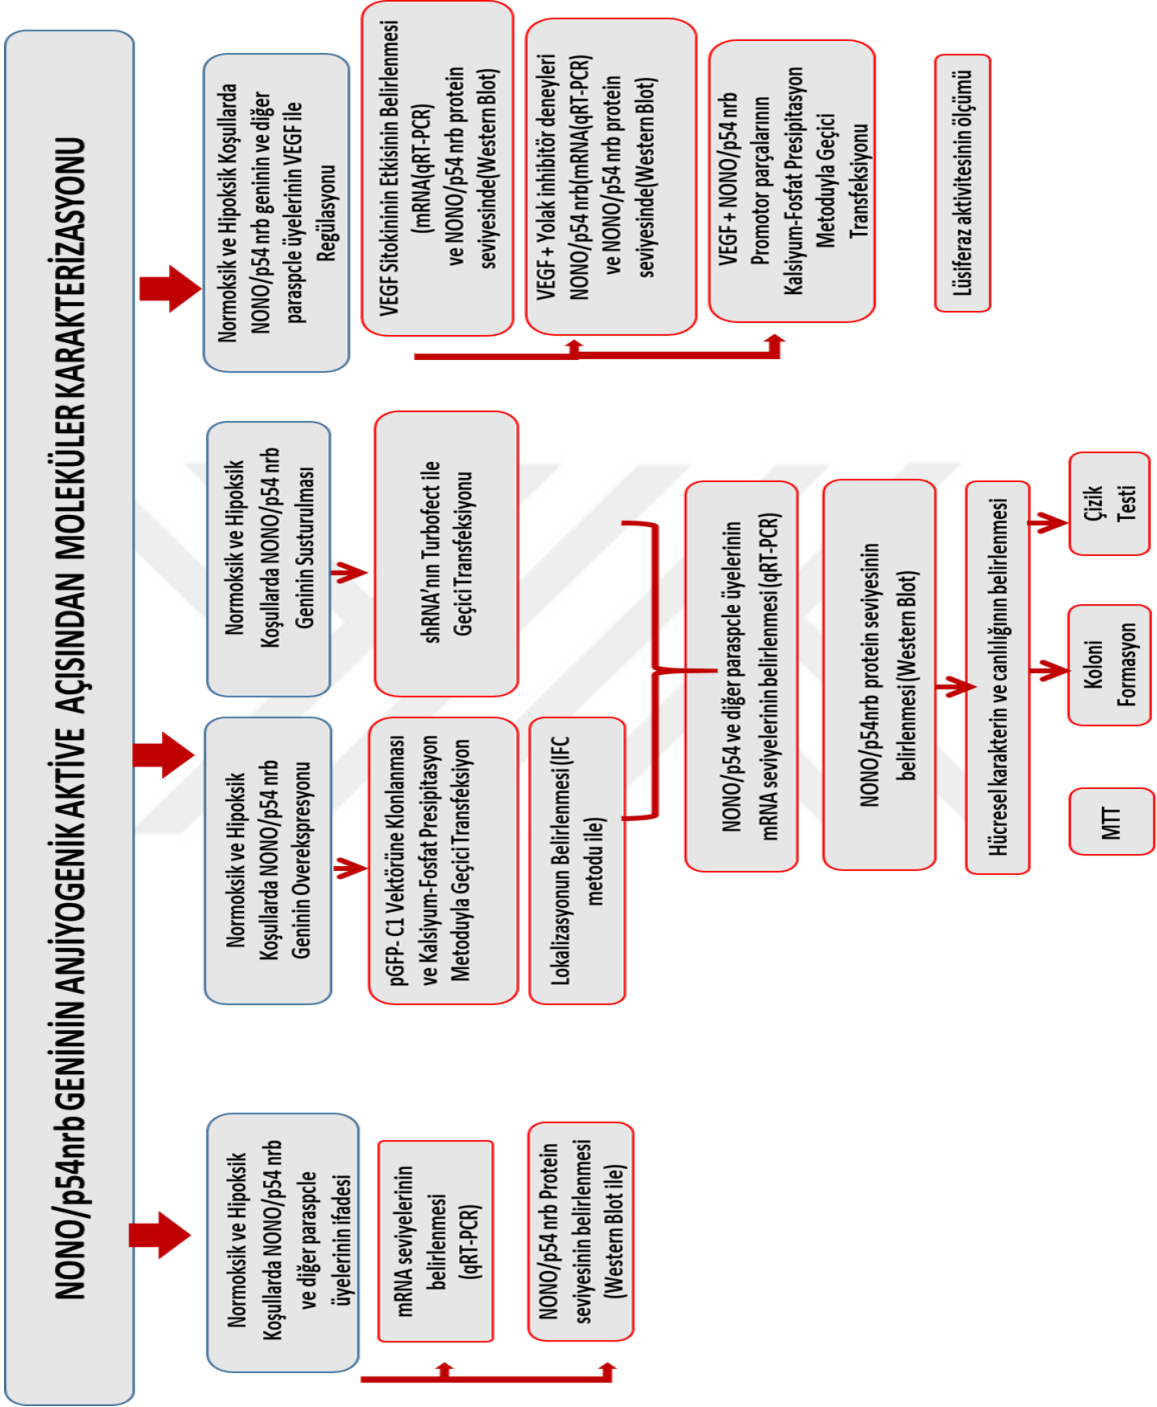 NONO/p54nrb GENİNİN ANJİYOGENİK AKTİVE AÇISINDAN MOLEKÜLER KARAKTERİZASYONU
Normoksik ve Hipoksik
Koşullarda NONO/p54 nrb
ve diğer paraspcle
üyelerinin ifadesi
mRNA seviyelerinin
belirlenmesi
(qRT-PCR)
NONO/p54 nrb Protein
seviyesinin belirlenmesi
(Western Blot ile)
Normoksik ve Hipoksik
Koşullarda NONO/p54 nrb
Geninin Overekspresyonu
pGFP- C1 Vektörüne Klonlanması
ve Kalsiyum-Fosfat Presipitasyon
Metoduyla Geçici Transfeksiyon
Lokalizasyonun Belirlenmesi (IFC
metodu ile)
Normoksik ve Hipoksik
Koşullarda NONO/p54 nrb
Geninin Susturulması
shRNA'nın Turbofect ile
Geçici Transfeksiyonu
NONO/p54 ve diğer paraspcle üyelerinin
mRNA seviyelerinin belirlenmesi (qRT-PCR)
NONO/p54nrb protein seviyesinin
belirlenmesi (Western Blot)
Hücresel karakterin ve canlılığının belirlenmesi
MTT
Koloni
Formasyon
Çizik
Testi
Normoksik ve Hipoksik Koşullarda
NONO/p54 nrb geninin ve diğer
paraspcle üyelerinin VEGF ile
Regülasyonu
VEGF Sitokininin Etkisinin Belirlenmesi
(mRNA(qRT-PCR)
ve NONO/p54 nrb protein
seviyesinde(Western Blot)
VEGF + Yolak inhibitör deneyleri
NONO/p54 nrb(mRNA(qRT-PCR)
ve NONO/p54 nrb protein
seviyesinde(Western Blot)
VEGF + NONO/p54 nrb
Promotor parçalarının
Kalsiyum-Fosfat Presipitasyon
Metoduyla Geçici
Transfeksiyonu
Lüsiferaz aktivitesinin ölçümü